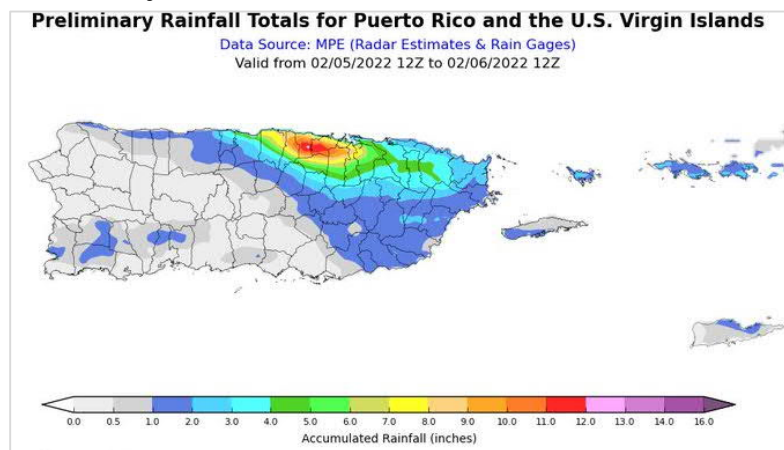 Preliminary Rainfall Totals for Puerto Rico and the U.S. Virgin Islands
Data Source: MPE (Radar Estimates & Rain Gages)
Valid from 02/05/2022 12Z to 02/06/2022 12Z
0.0 0.5 1.0 2.0 3.0 4.0 5.0 6.0 7.0 8.0 9.0 10.0 11.0 12.0 13.0 14.0 16.0
Accumulated Rainfall (inches)